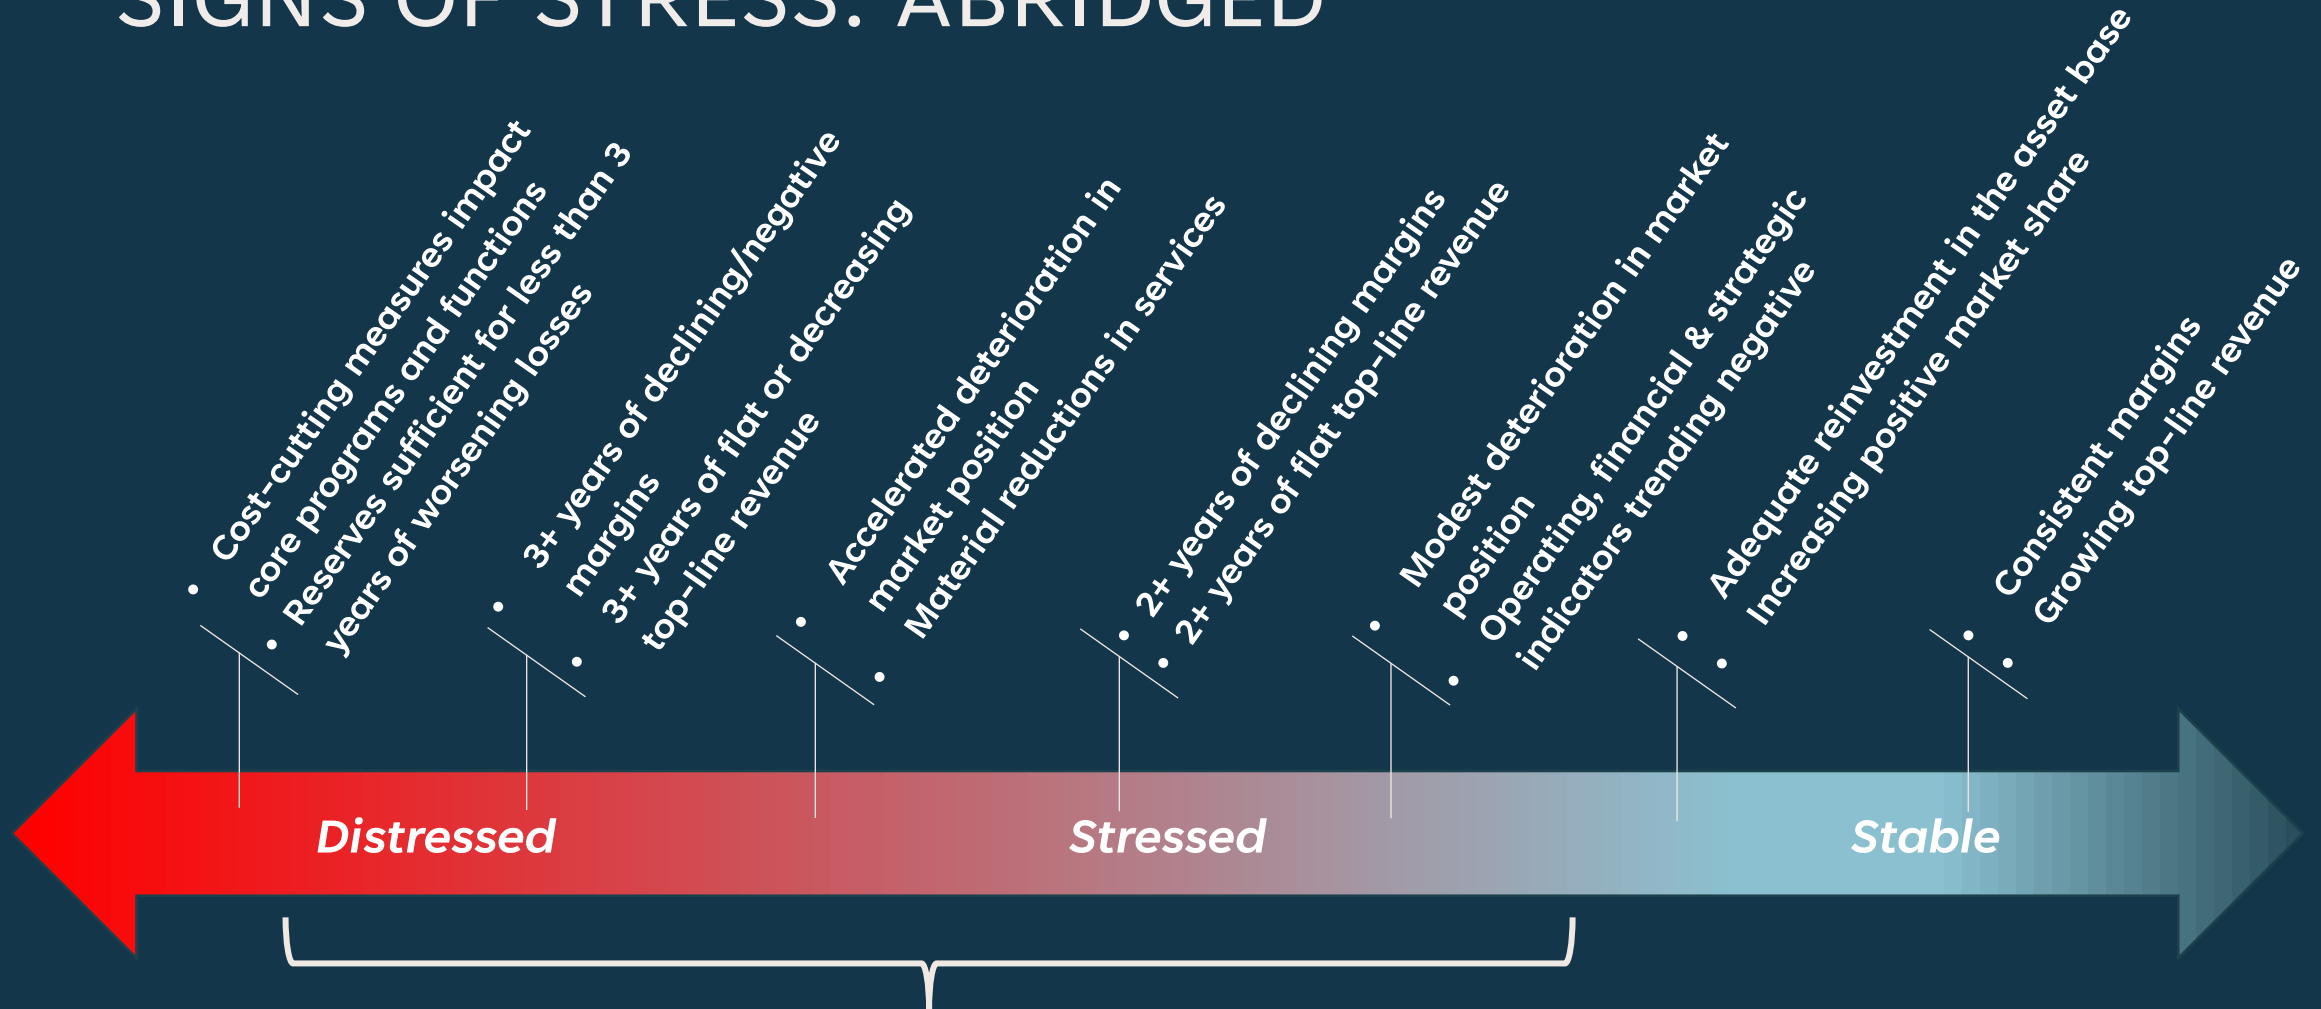 SIGNS OF STRESS: ABRIDGED
Cost-cutting measures impact
core programs and functions
Reserves sufficient for less than 3
years of worsening losses
3+ years of declining/negative
margins
3+ years of flat or decreasing
top-line revenue
Accelerated deterioration in
market position
Material reductions in services
2+ years of declining margins
2+ years of flat top-line revenue
Modest deterioration in market
position
Operating, financial & strategic
indicators trending negative
Adequate reinvestment in the asset base
Increasing positive market share
Consistent margins
Growing top-line revenue
Distressed
Stressed
Stable